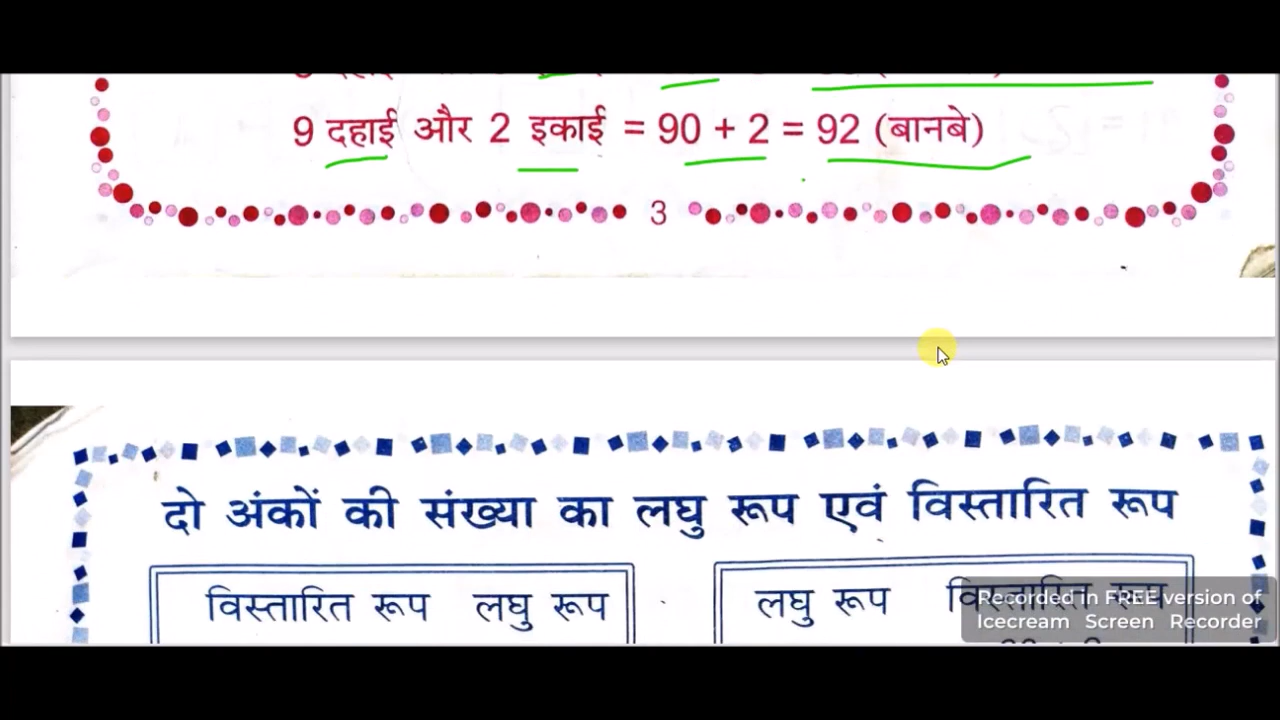 9 दहाई और 2 इकाई = 90 + 2 = 92 (बानबे)
3
दो अंकों की संख्या का लघु रूप एवं विस्तारित रूप
विस्तारित रूप लघु रूप
लघु रूप विस्तारित रूप
Recorded in FREE version of
Icecream Screen Recorder